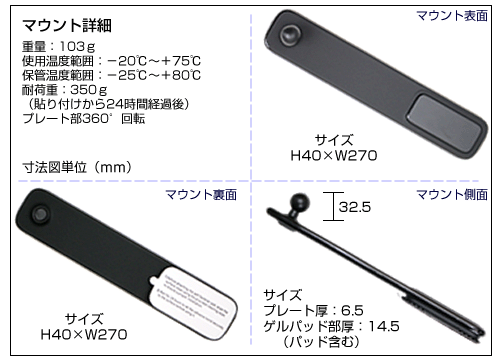 マウント詳細
重量：103ｇ
使用温度範囲：－20℃～＋75℃
保管温度範囲：－25℃～＋80℃
耐荷重：350ｇ
（貼り付けから24時間経過後）
プレート部360゜回転
寸法図単位（mm）
マウント表面
サイズ
H40×W270
マウント裏面
サイズ
H40×W270
マウント側面
32.5
サイズ
プレート厚：6.5
ゲルパッド部厚：14.5
（パッド含む）